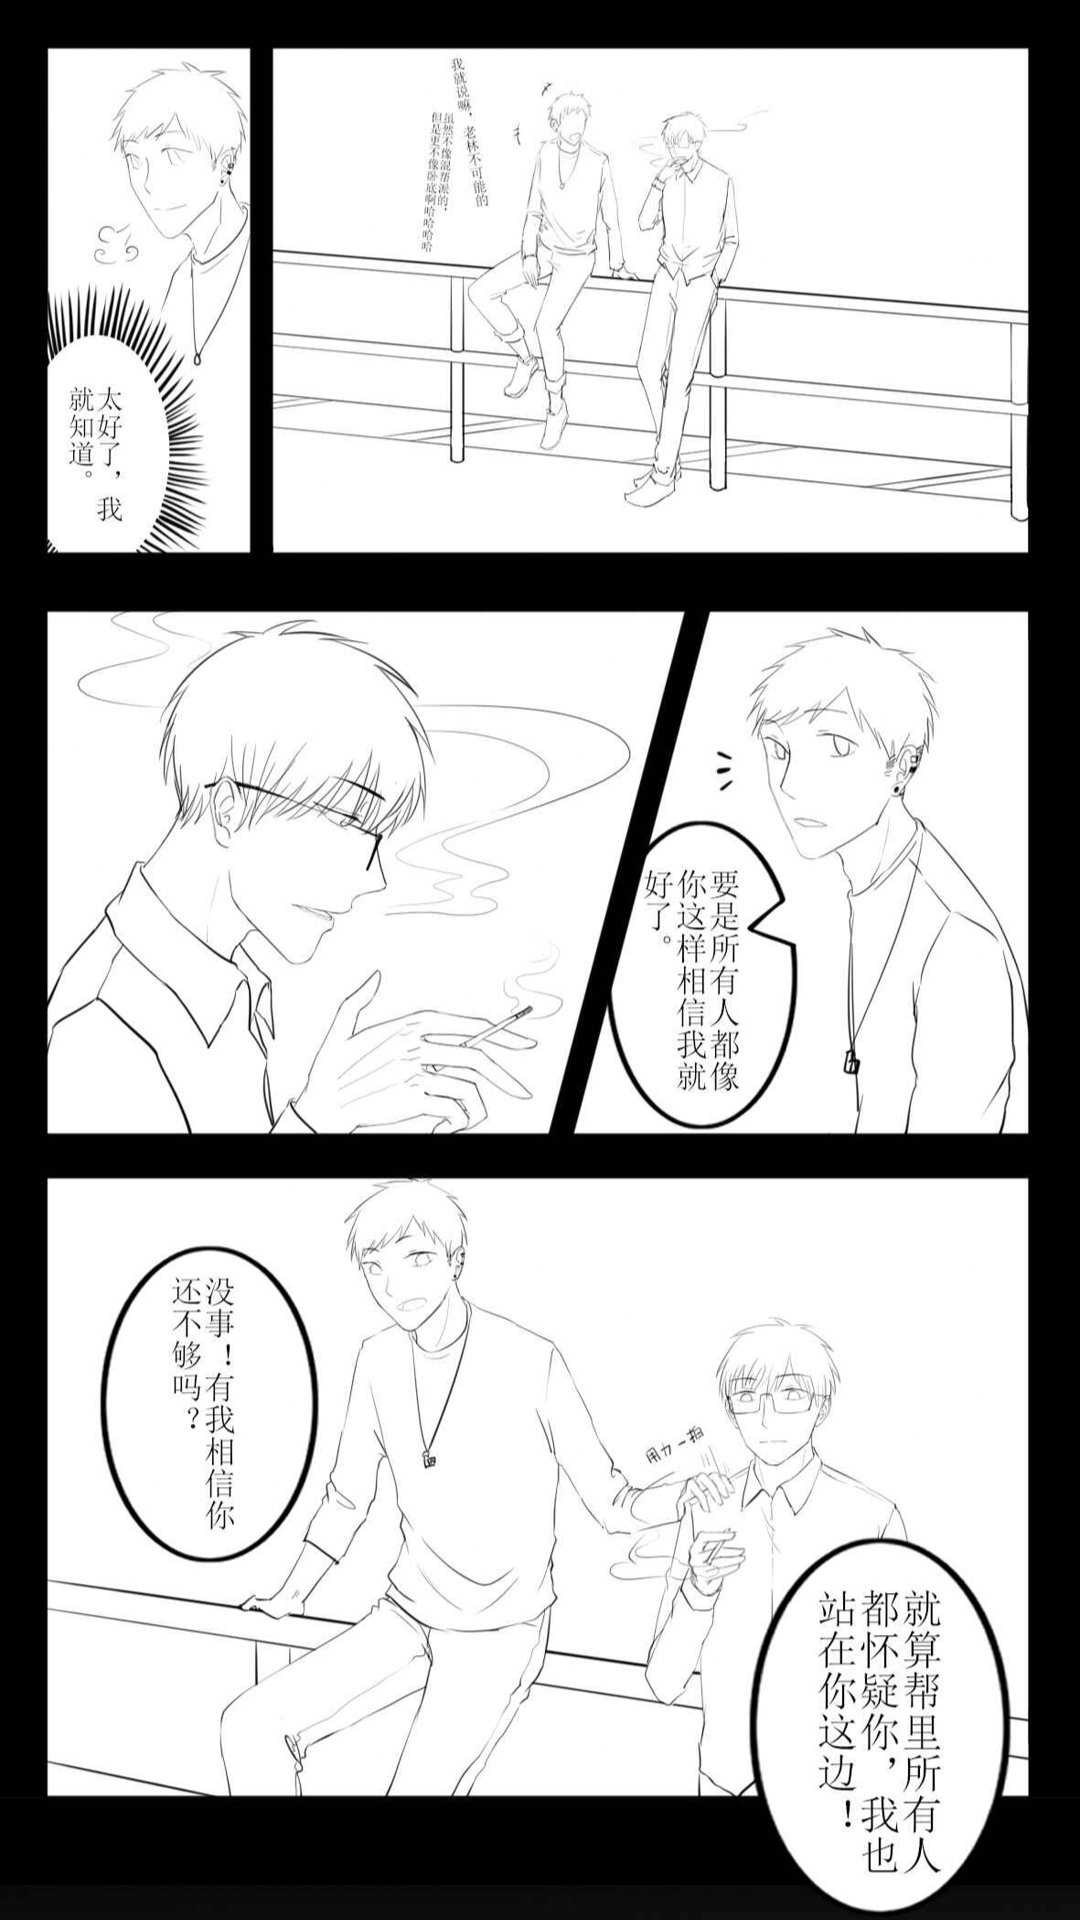 太好了，我
就知道。
我就说嘛，老林不可能的
虽然不像混帮派的，
但是更不像卧底啊哈哈哈哈
要是所有人都像
你这样相信我就
好了。
没事！有我相信你
还不够吗？
用力一拍
就算帮里所有人
都怀疑你，我也
站在你这边！